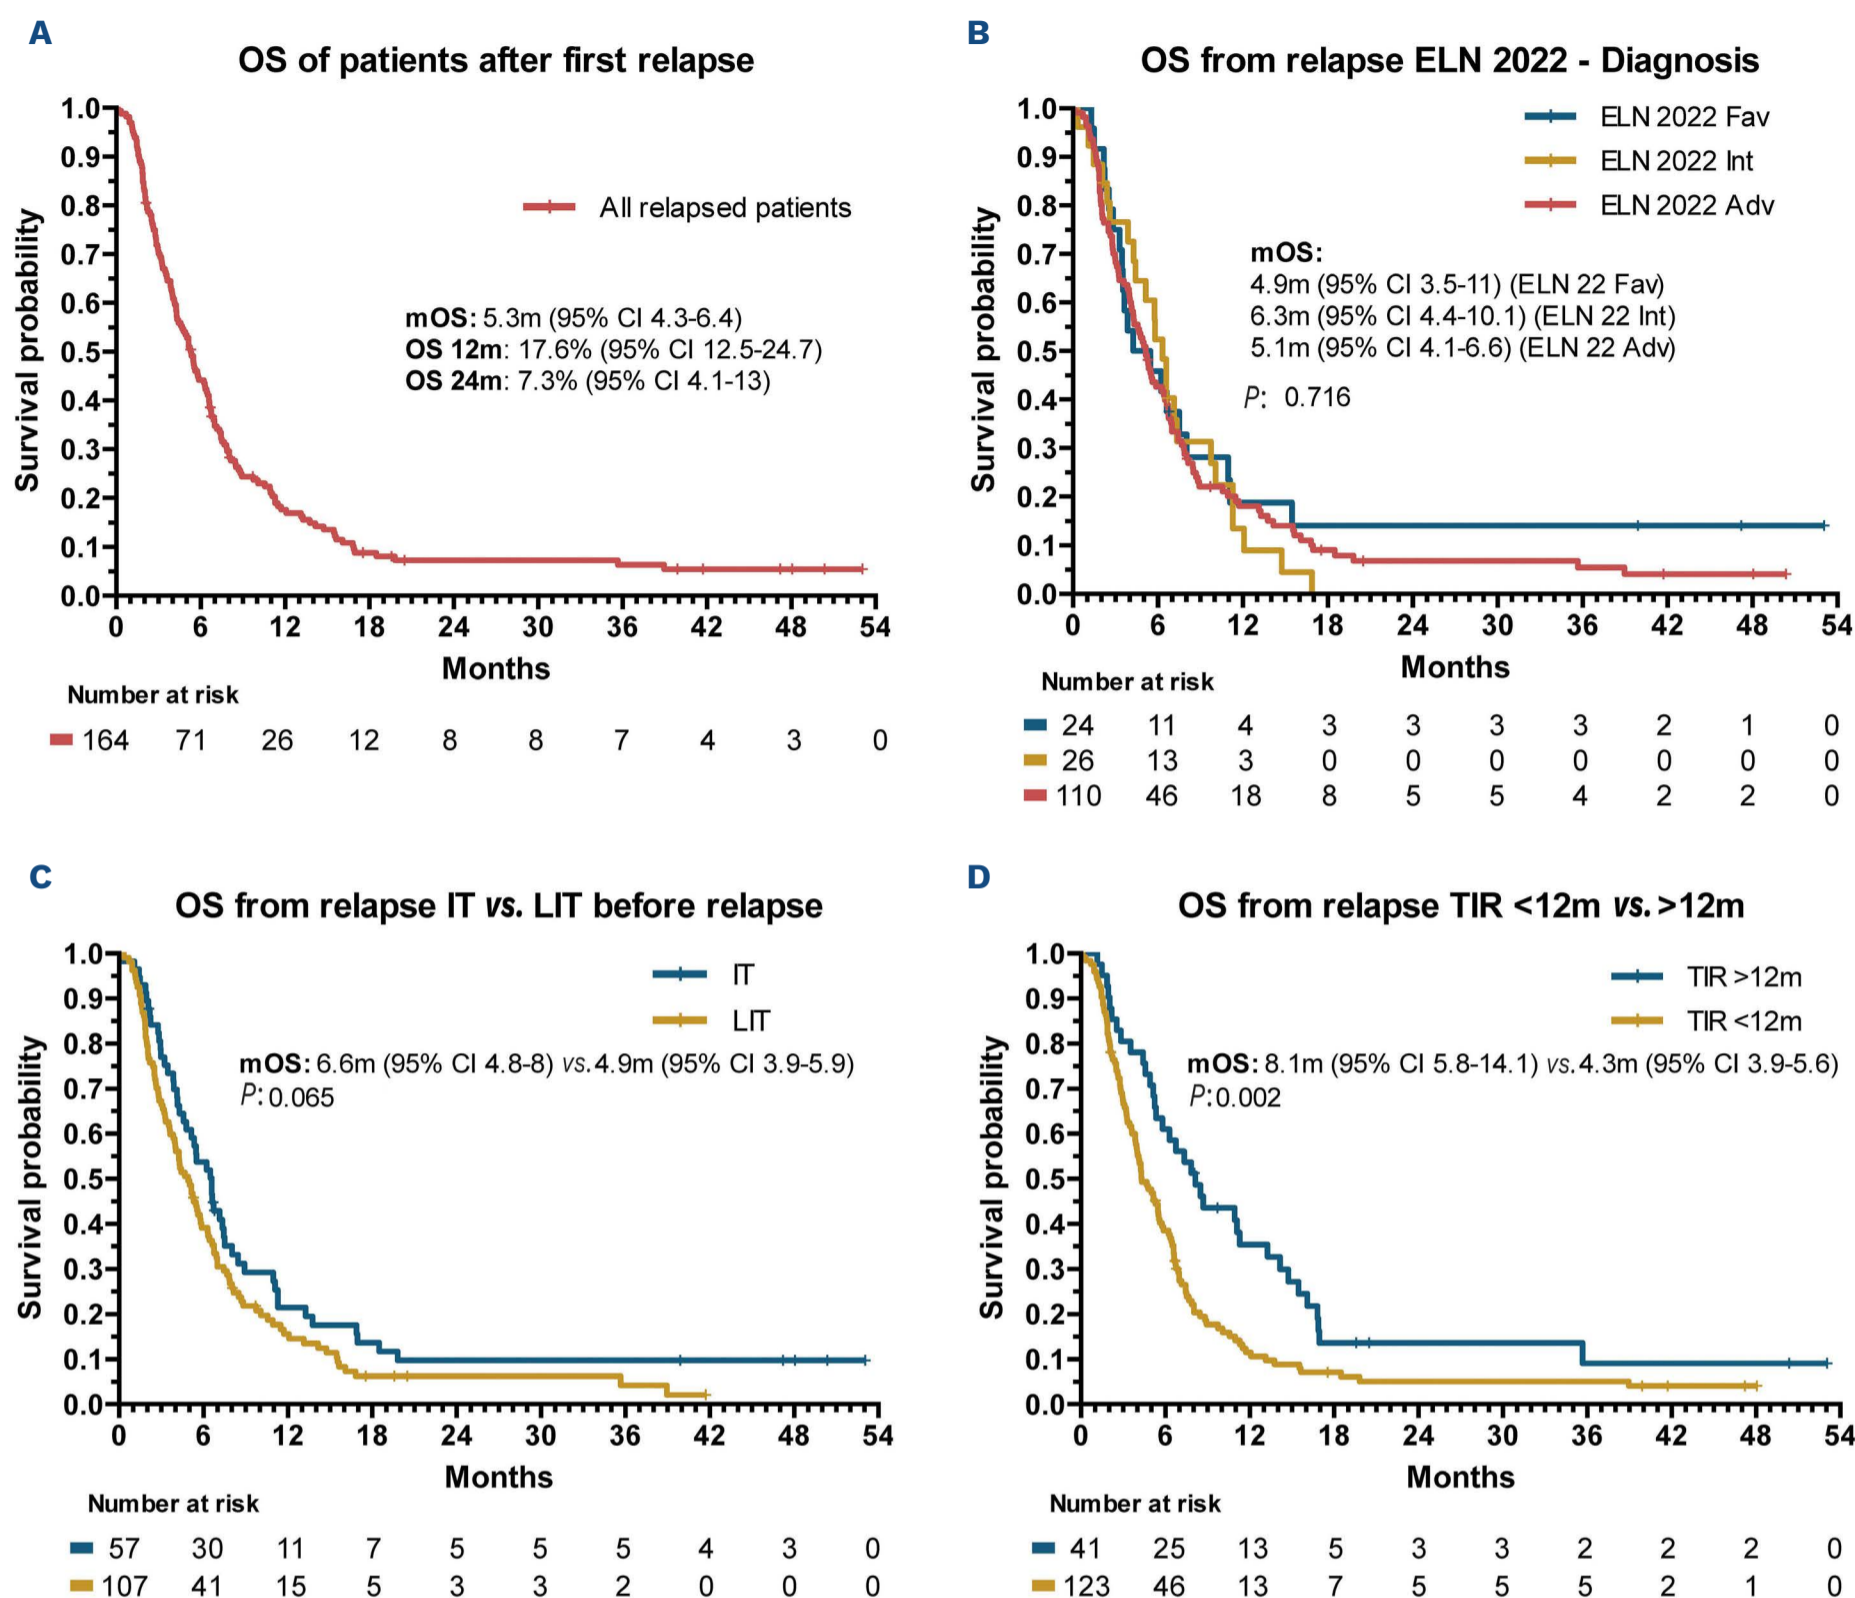 A
OS of patients after first relapse
Survival probability
1.0
0.9
0.8
0.7
0.6
0.5
0.4
0.3
0.2
0.1
0.0
All relapsed patients
mOS: 5.3m (95% CI 4.3-6.4)
OS 12m: 17.6% (95% CI 12.5-24.7)
OS 24m: 7.3% (95% CI 4.1-13)
0 6 12 18 24 30 36 42 48 54
Months
Number at risk
164 71 26 12 8 8 7 4 3 0
B
OS from relapse ELN 2022 - Diagnosis
Survival probability
1.0
0.9
0.8
0.7
0.6
0.5
0.4
0.3
0.2
0.1
0.0
ELN 2022 Fav
ELN 2022 Int
ELN 2022 Adv
mOS:
4.9m (95% CI 3.5-11) (ELN 22 Fav)
6.3m (95% CI 4.4-10.1) (ELN 22 Int)
5.1m (95% CI 4.1-6.6) (ELN 22 Adv)
P: 0.716
0 6 12 18 24 30 36 42 48 54
Months
Number at risk
24 11 4 3 3 3 3 2 1 0
26 13 3 0 0 0 0 0 0 0
110 46 18 8 5 5 4 2 2 0
C
OS from relapse IT vs. LIT before relapse
Survival probability
1.0
0.9
0.8
0.7
0.6
0.5
0.4
0.3
0.2
0.1
0.0
IT
LIT
mOS: 6.6m (95% CI 4.8-8) vs. 4.9m (95% CI 3.9-5.9)
P: 0.065
0 6 12 18 24 30 36 42 48 54
Months
Number at risk
57 30 11 7 5 5 5 4 3 0
107 41 15 5 3 3 2 0 0 0
D
OS from relapse TIR <12m vs. >12m
Survival probability
1.0
0.9
0.8
0.7
0.6
0.5
0.4
0.3
0.2
0.1
0.0
TIR >12m
TIR <12m
mOS: 8.1m (95% CI 5.8-14.1) vs. 4.3m (95% CI 3.9-5.6)
P: 0.002
0 6 12 18 24 30 36 42 48 54
Months
Number at risk
41 25 13 5 3 3 2 2 2 0
123 46 13 7 5 5 5 2 1 0